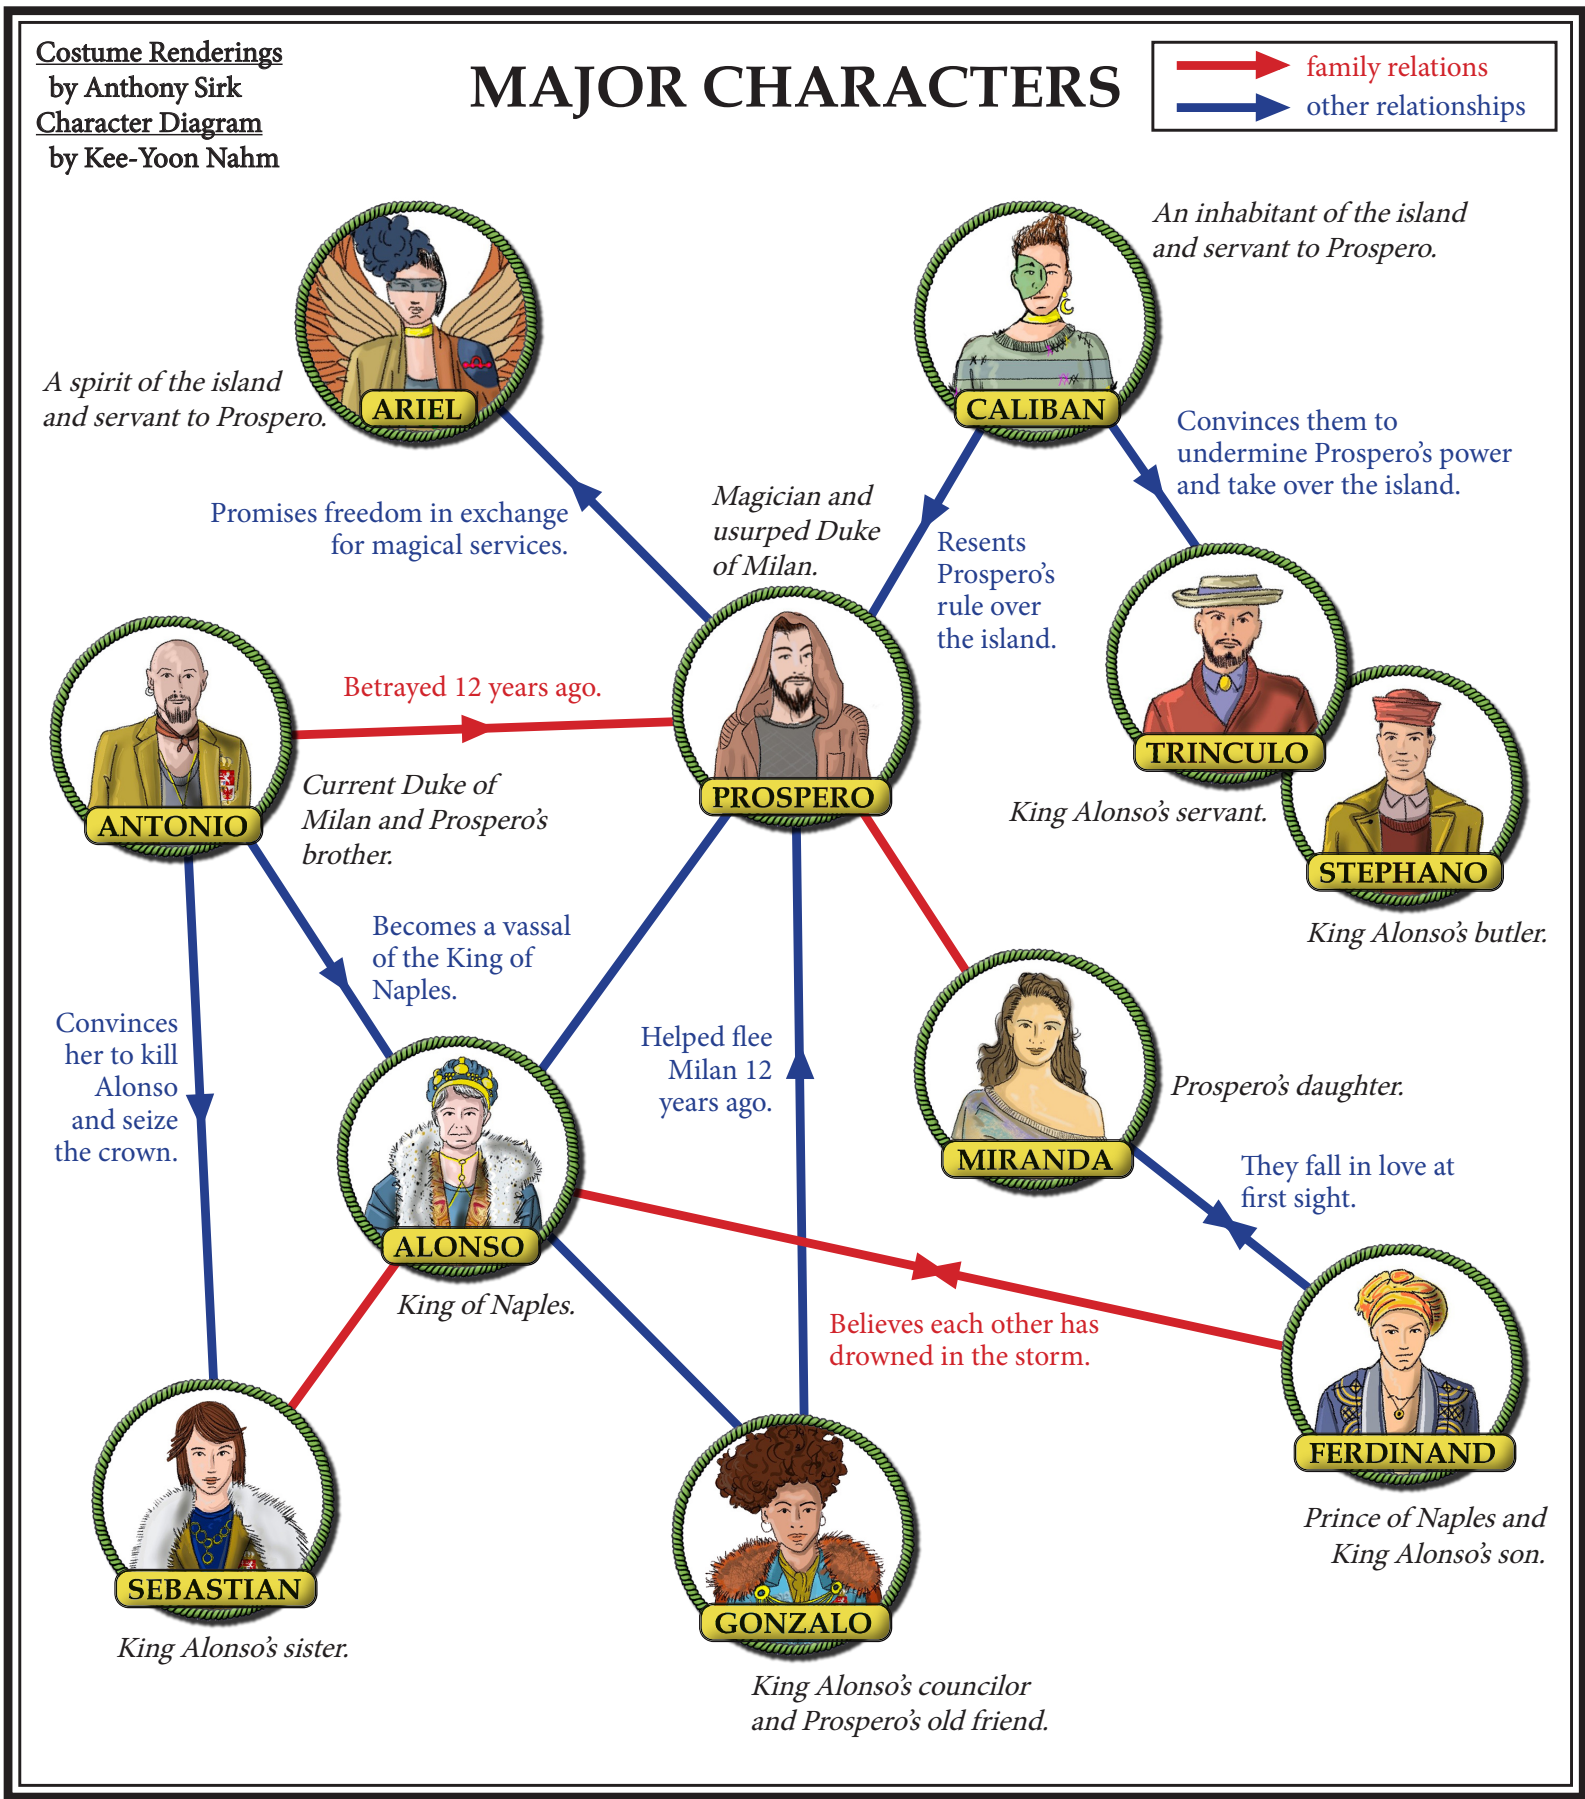 Costume Renderings
by Anthony Sirk
Character Diagram
by Kee-Yoon Nahm
MAJOR CHARACTERS
family relations
other relationships
An inhabitant of the island
and servant to Prospero.
A spirit of the island
and servant to Prospero.
ARIEL
CALIBAN
Convinces them to
undermine Prospero's power
and take over the island.
Promises freedom in exchange
for magical services.
Magician and
usurped Duke
of Milan.
Resents
Prospero's
rule over
the island.
Betrayed 12 years ago.
ANTONIO
Current Duke of
Milan and Prospero's
brother.
PROSPERO
TRINCULO
King Alonso's servant.
STEPHANO
King Alonso's butler.
Becomes a vassal
of the King of
Naples.
Convinces
her to kill
Alonso
and seize
the crown.
Helped flee
Milan 12
years ago.
Prospero's daughter.
MIRANDA
They fall in love at
first sight.
ALONSO
King of Naples.
Believes each other has
drowned in the storm.
FERDINAND
Prince of Naples and
King Alonso's son.
SEBASTIAN
King Alonso's sister.
GONZALO
King Alonso's councilor
and Prospero's old friend.